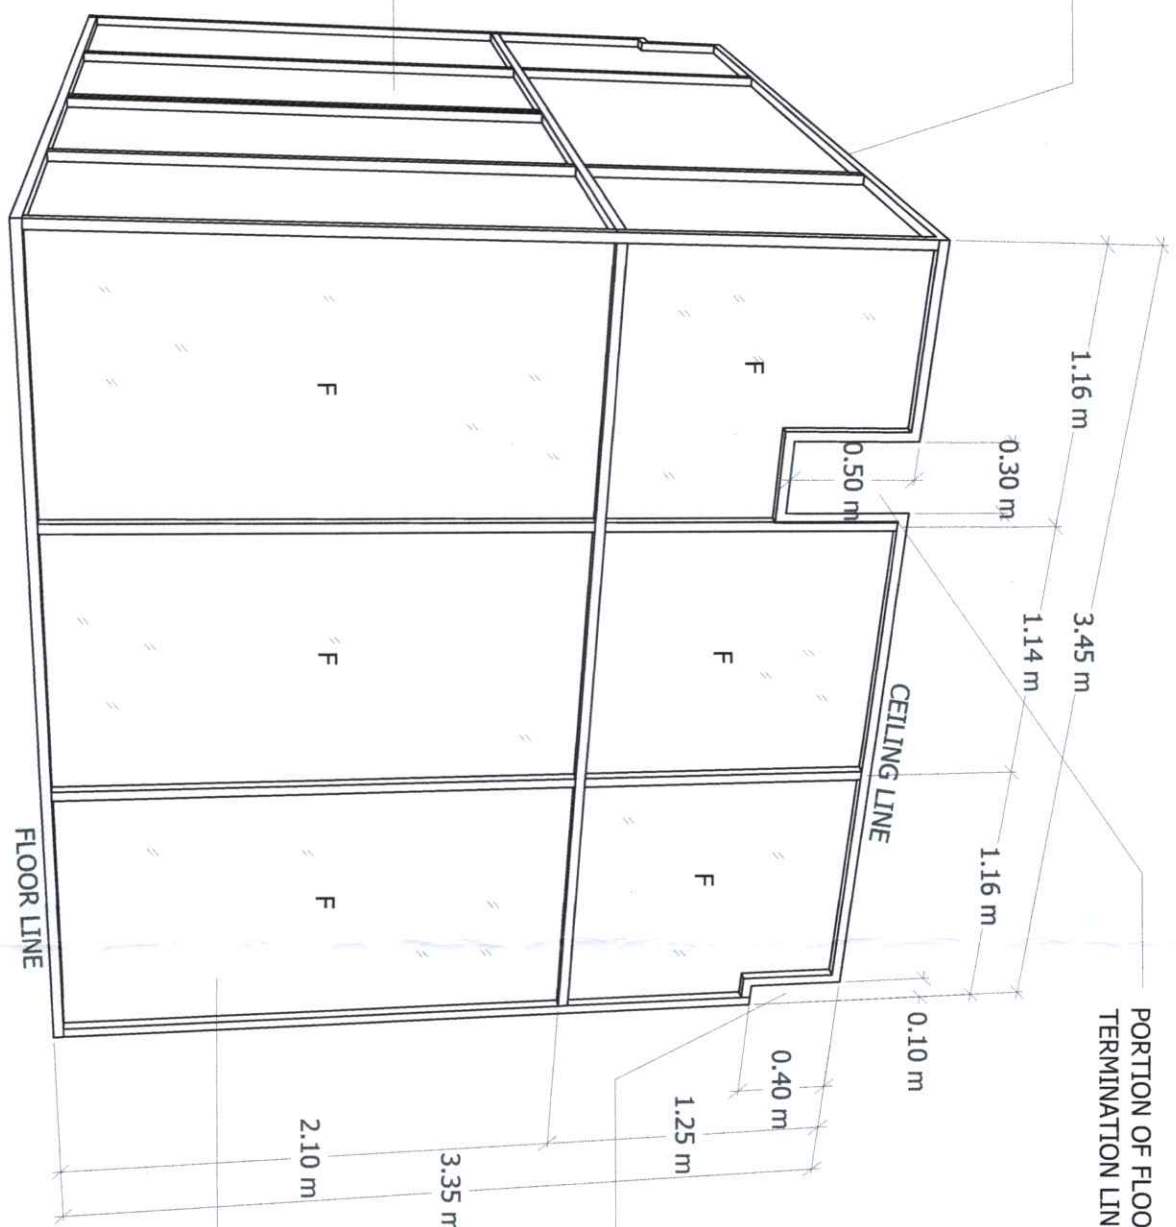 PORTION OF FLOO
TERMINATION LIN
1.16 m
3.45 m
1.14 m
0.30 m
1.16 m
0.10 m
CEILING LINE
0.50 m
0.40 m
F
F
F
1.25 m
3.35 m
F
F
F
2.10 m
FLOOR LINE